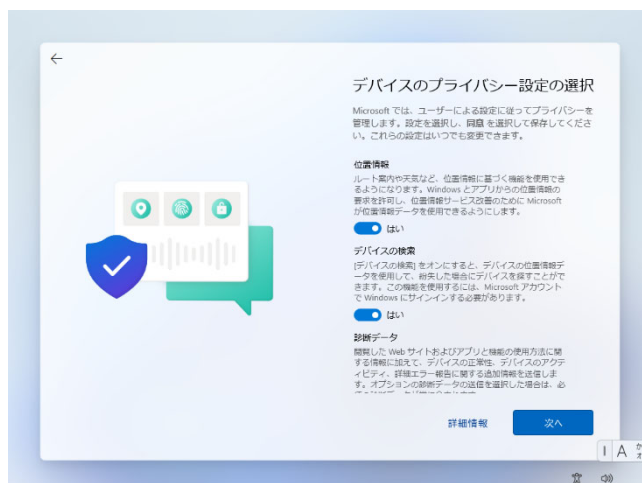 デバイスのプライバシー設定の選択
Microsoft では、ユーザーによる設定に従ってプライバシーを
管理します。設定を選択し、同意 を選択して保存してくださ
い。これらの設定はいつでも変更できます。
位置情報
ルート案内や天気など、位置情報に基づく機能を使用でき
るようになります。Windows とアプリからの位置情報の
要求を許可し、位置情報サービス改善のために Microsoft
が位置情報データを使用できるようにします。
はい
デバイスの検索
[デバイスの検索] をオンにすると、デバイスの位置情報デ
ータを使用して、紛失した場合にデバイスを探すことがで
きます。この機能を使用するには、Microsoft アカウント
で Windows にサインインする必要があります。
はい
診断データ
閲覧した Web サイトおよびアプリと機能の使用方法に関
する情報に加えて、デバイスの正常性、デバイスのアクテ
ィビティ、詳細エラー報告に関する追加情報を送信しま
す。オプションの診断データの送信を選択した場合は、必
詳細情報
次へ
A